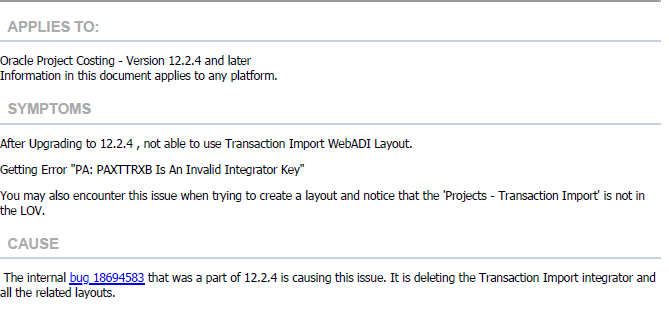 APPLIES TO:
Oracle Project Costing - Version 12.2.4 and later
Information in this document applies to any platform.
SYMPTOMS
After Upgrading to 12.2.4 , not able to use Transaction Import WebADI Layout.
Getting Error "PA: PAXTTRXB Is An Invalid Integrator Key"
You may also encounter this issue when trying to create a layout and notice that the 'Projects - Transaction Import' is not in
the LOV.
CAUSE
The internal bug 18694583 that was a part of 12.2.4 is causing this issue. It is deleting the Transaction Import integrator and
all the related layouts.